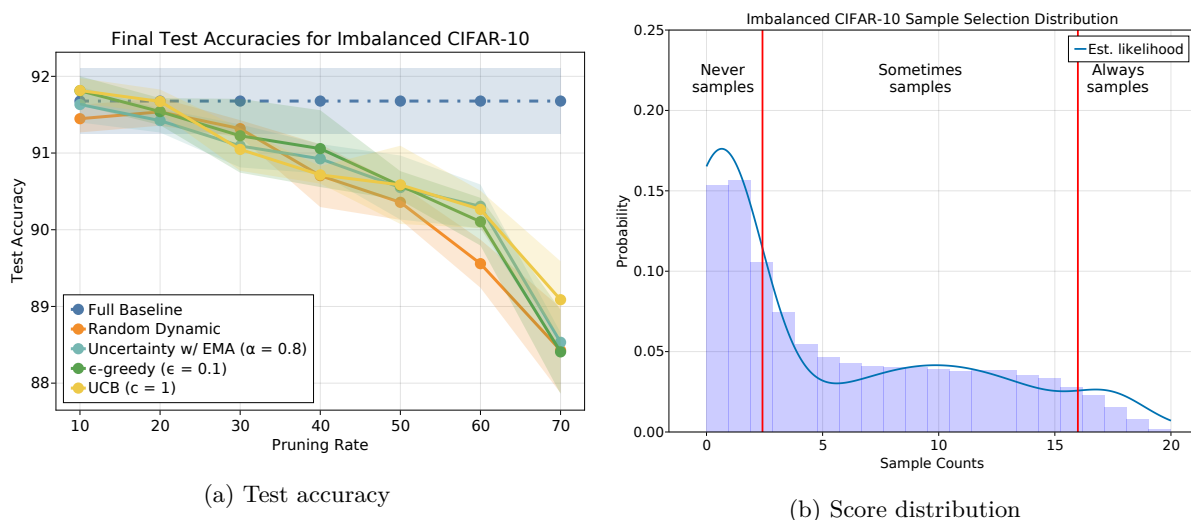 Final Test Accuracies for Imbalanced CIFAR-10
Test Accuracy
92
91
90
89
88
Full Baseline
Random Dynamic
Uncertainty w/ EMA (α = 0.8)
ϵ-greedy (ϵ = 0.1)
UCB (c = 1)
10 20 30 40 50 60 70
Pruning Rate
(a) Test accuracy
Imbalanced CIFAR-10 Sample Selection Distribution
Est. likelihood
Never
samples
Sometimes
samples
Always
samples
Probability
0.25
0.20
0.15
0.10
0.05
0.00
0 5 10 15 20
Sample Counts
(b) Score distribution